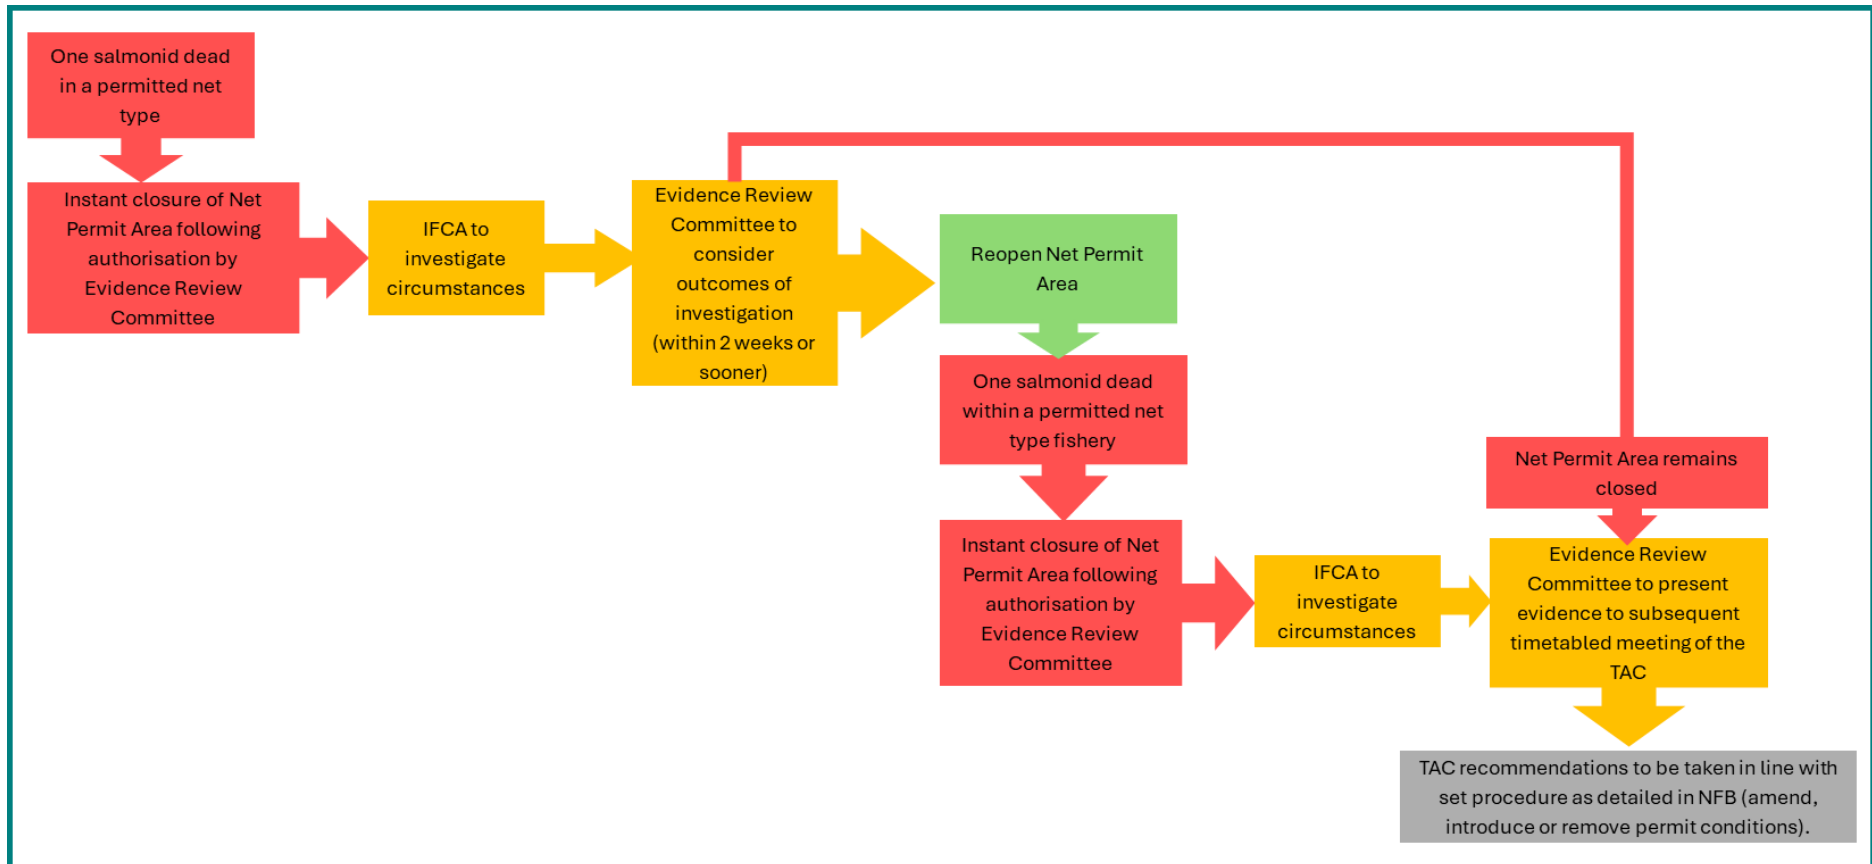 One salmonid dead
in a permitted net
type
Instant closure of Net
Permit Area following
authorisation by
Evidence Review
Committee
IFCA to
investigate
circumstances
Evidence Review
Committee to
consider
outcomes of
investigation
(within 2 weeks or
sooner)
Reopen Net Permit
Area
One salmonid dead
within a permitted net
type fishery
Instant closure of Net
Permit Area following
authorisation by
Evidence Review
Committee
IFCA to
investigate
circumstances
Net Permit Area remains
closed
Evidence Review
Committee to present
evidence to subsequent
timetabled meeting of the
TAC
TAC recommendations to be taken in line with
set procedure as detailed in NFB (amend,
introduce or remove permit conditions).